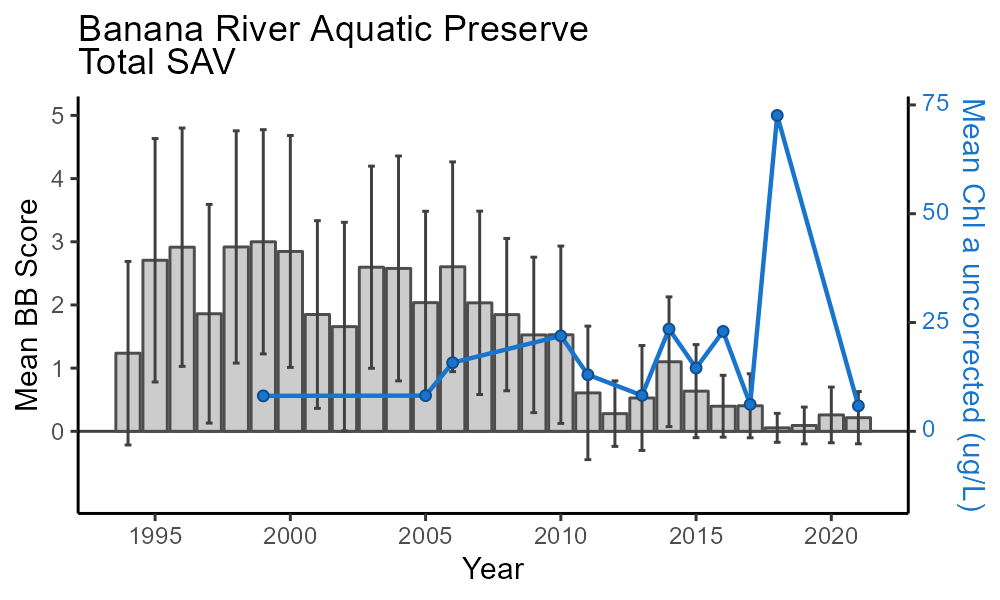 Banana River Aquatic Preserve
Total SAV
Mean BB Score
5
4
3
2
1
0
75
50
25
0
Mean Chl a uncorrected (ug/L)
1995 2000 2005 2010 2015 2020
Year